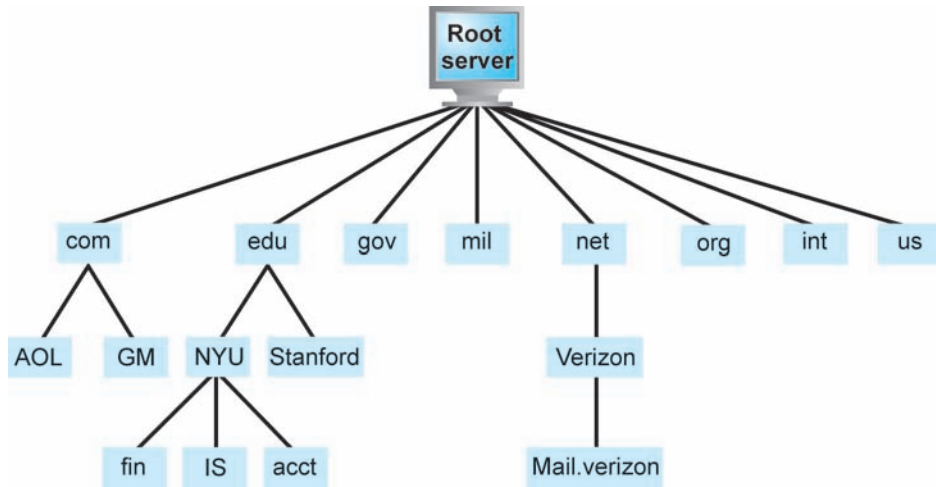 Root
server
com edu gov mil net org int us
AOL GM NYU Stanford Verizon
fin IS acct Mail.verizon